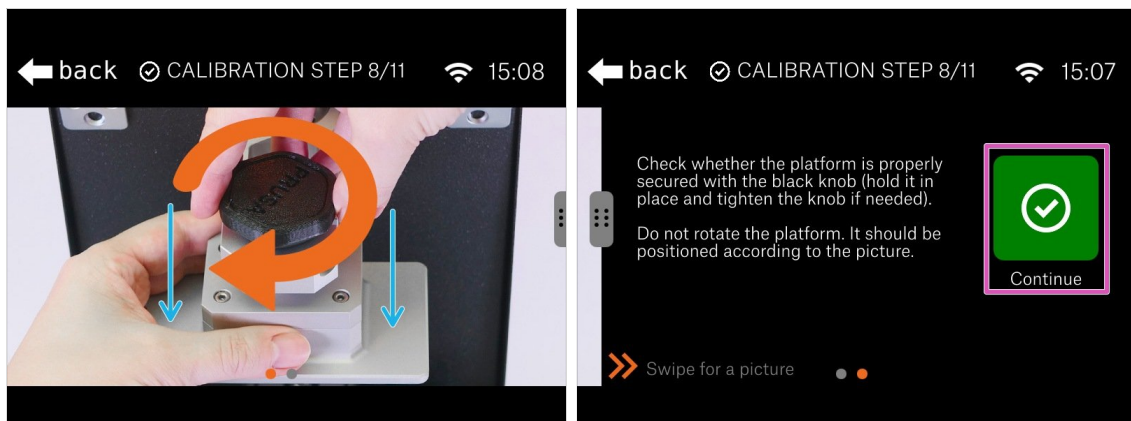 back CALIBRATION STEP 8/11 15:08
PRUSA
back CALIBRATION STEP 8/11 15:07
Check whether the platform is properly
secured with the black knob (hold it in
place and tighten the knob if needed).
Do not rotate the platform. It should be
positioned according to the picture.
Continue
Swipe for a picture